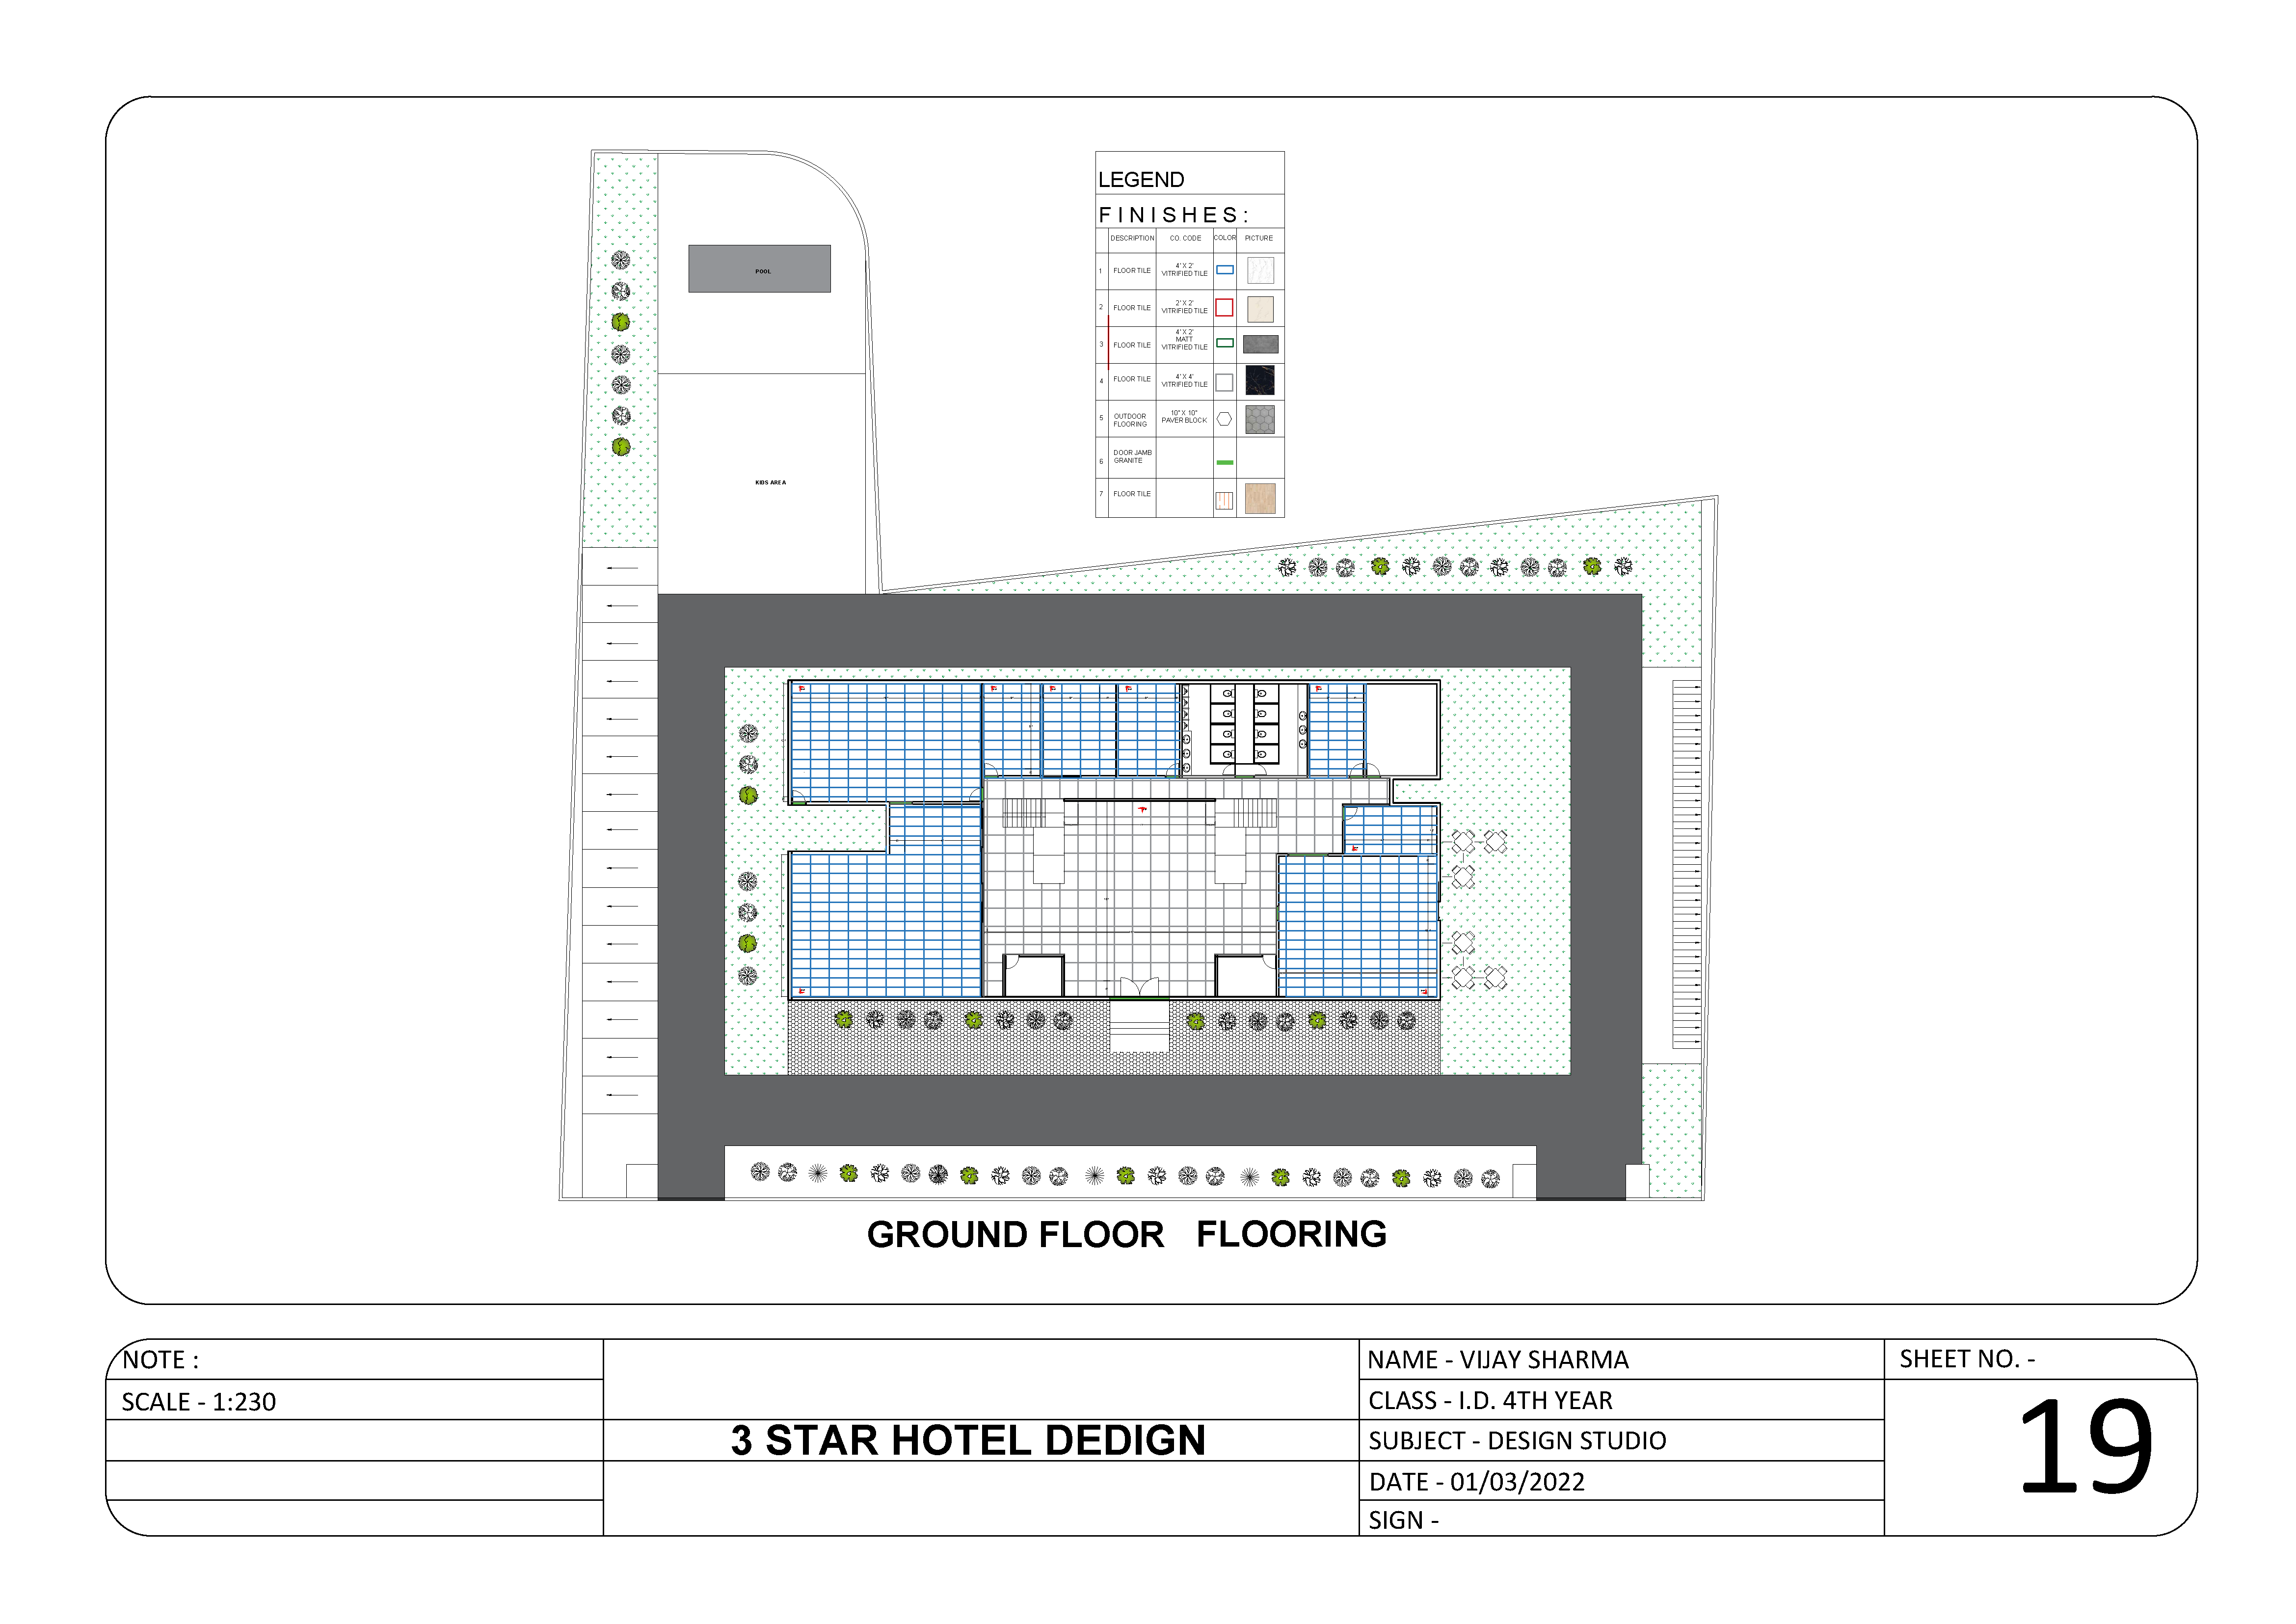 LEGEND
FINISHES:
DESCRIPTION CO. CODE COLOR PICTURE
1 FLOOR TILE 4' X 2' VITRIFIED TILE
2 FLOOR TILE 2' X 2' VITRIFIED TILE
3 FLOOR TILE 4' X 2' MATT VITRIFIED TILE
4 FLOOR TILE 4' X 4' VITRIFIED TILE
5 OUTDOOR FLOORING 10" X 10" PAVER BLOCK
6 DOOR JAMB GRANITE
7 FLOOR TILE
POOL
KIDS AREA
GROUND FLOOR FLOORING
NOTE :
SCALE - 1:230
3 STAR HOTEL DEDIGN
NAME - VIJAY SHARMA
CLASS - I.D. 4TH YEAR
SUBJECT - DESIGN STUDIO
DATE - 01/03/2022
SIGN -
SHEET NO. -
19